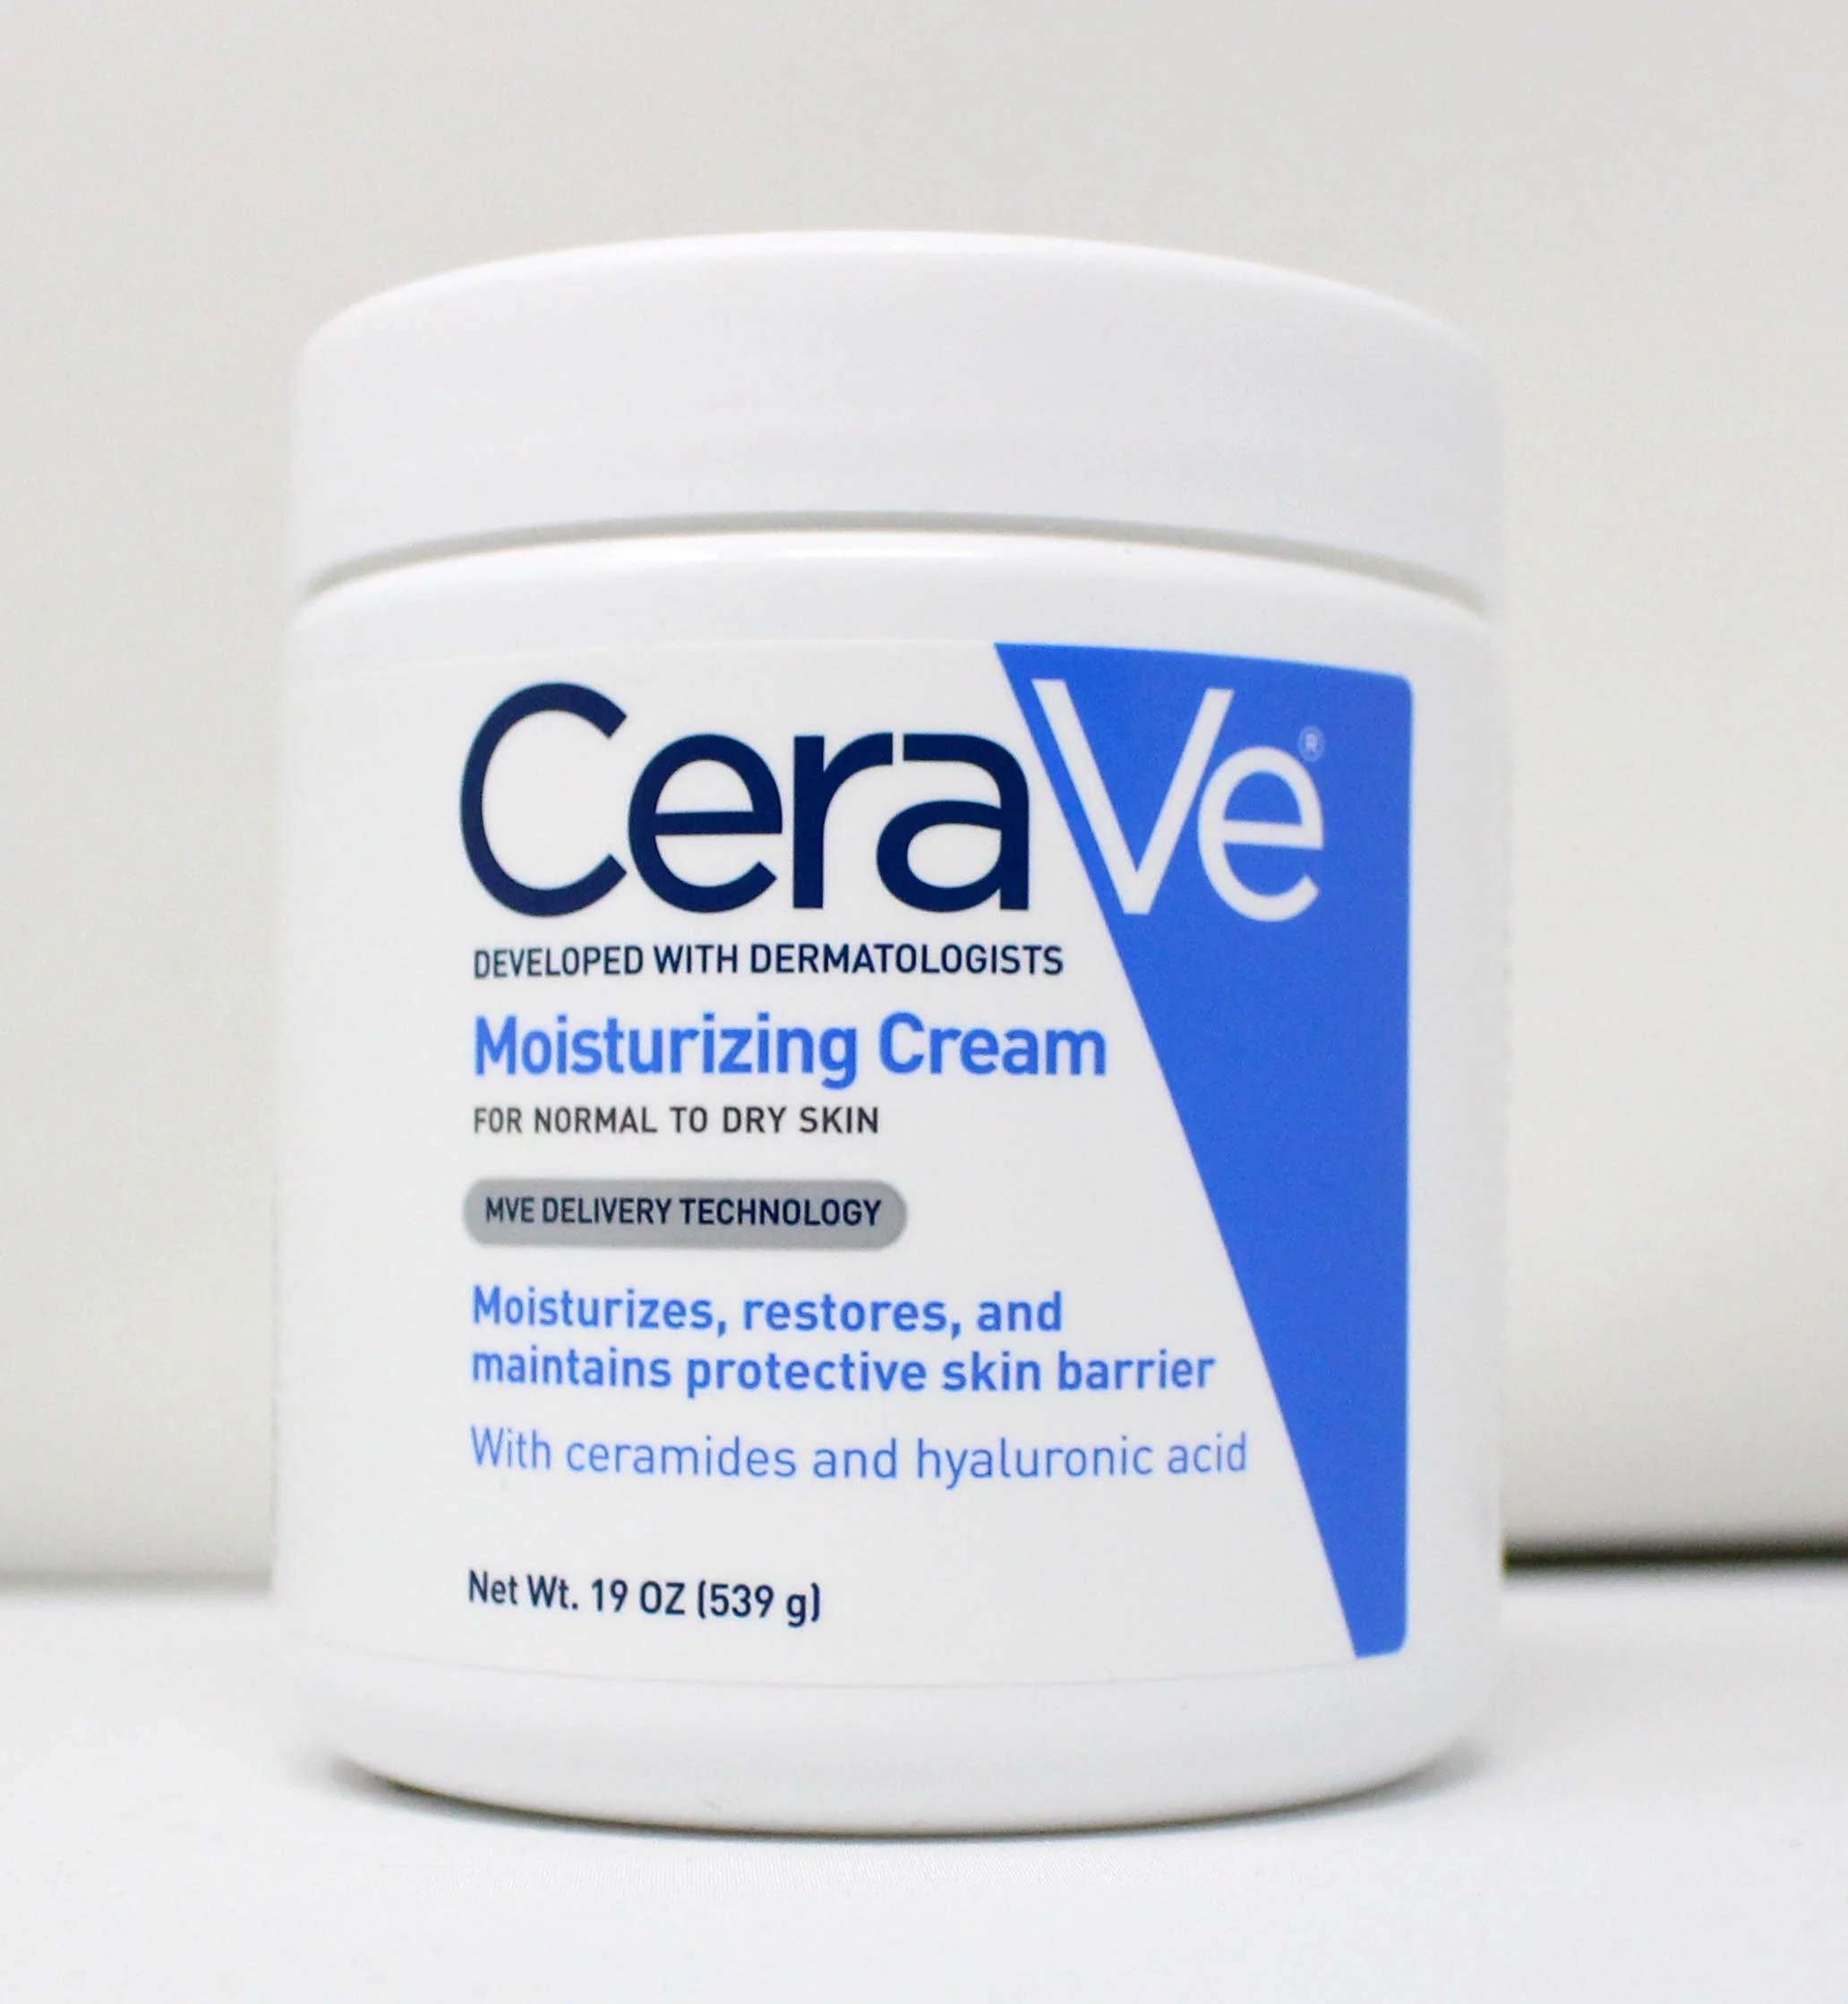 CeraVe®
DEVELOPED WITH DERMATOLOGISTS
Moisturizing Cream
FOR NORMAL TO DRY SKIN
MVE DELIVERY TECHNOLOGY
Moisturizes, restores, and
maintains protective skin barrier
With ceramides and hyaluronic acid
Net Wt. 19 OZ (539 g)